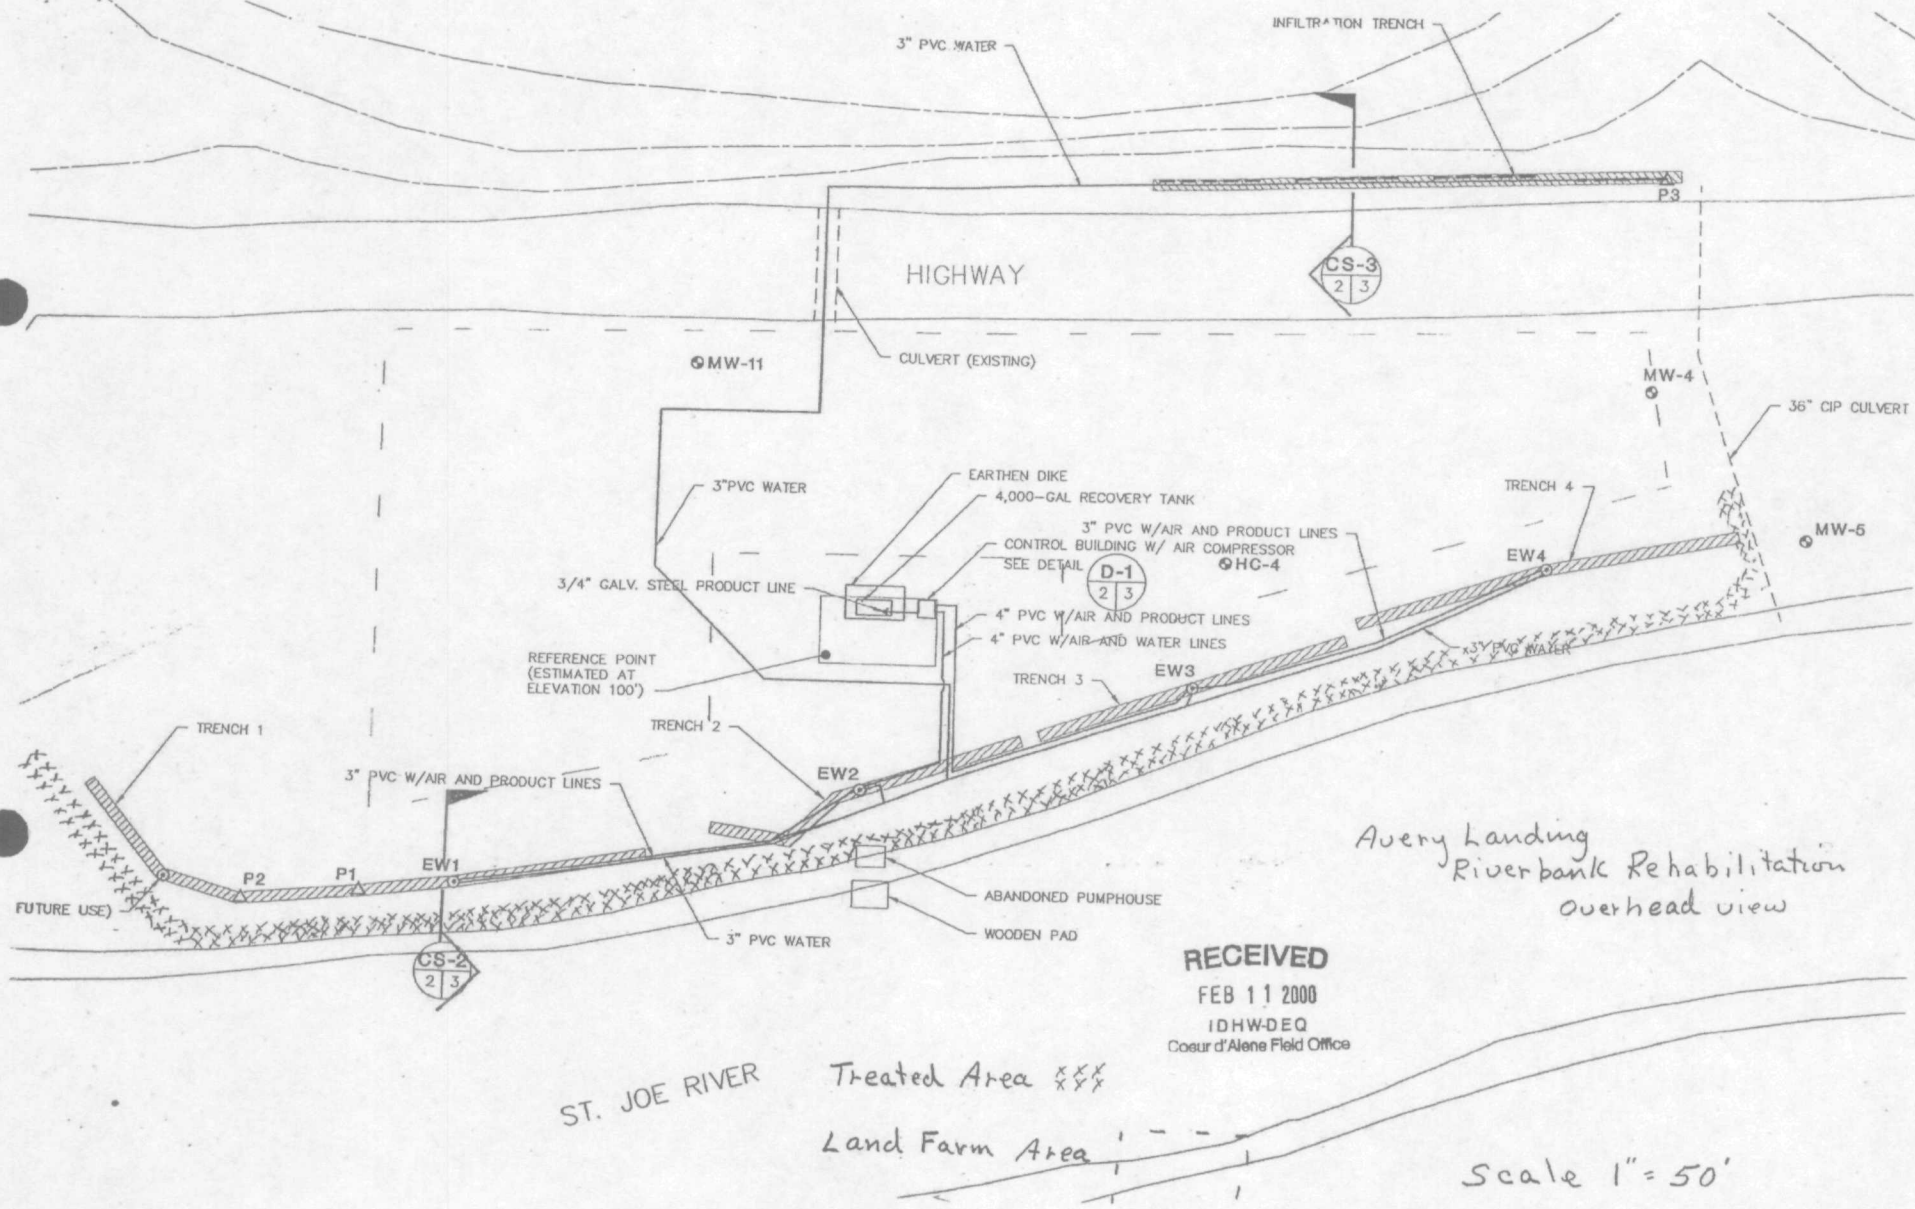 INFILTRATION TRENCH
3" PVC WATER
P3
HIGHWAY
CS-3
2 3
MW-11
CULVERT (EXISTING)
MW-4
36" CIP CULVERT
EARTHEN DIKE
3"PVC WATER
4,000-GAL RECOVERY TANK
TRENCH 4
3" PVC W/AIR AND PRODUCT LINES
CONTROL BUILDING W/ AIR COMPRESSOR
SEE DETAIL
D-1
2 3
HC-4
EW4
MW-5
3/4" GALV. STEEL PRODUCT LINE
4" PVC W/AIR AND PRODUCT LINES
4" PVC W/AIR AND WATER LINES
3" PVC WATER
REFERENCE POINT
(ESTIMATED AT
ELEVATION 100')
EW3
TRENCH 3
TRENCH 1
TRENCH 2
3" PVC W/AIR AND PRODUCT LINES
EW2
EW1
P2
P1
FUTURE USE)
ABANDONED PUMPHOUSE
WOODEN PAD
3" PVC WATER
CS-2
2 3
Avery Landing
Riverbank Rehabilitation
overhead view
RECEIVED
FEB 11 2000
IDHW-DEQ
Coeur d'Alene Field Office
ST. JOE RIVER
Treated Area xxx
xxx
Land Farm Area
Scale 1" = 50'